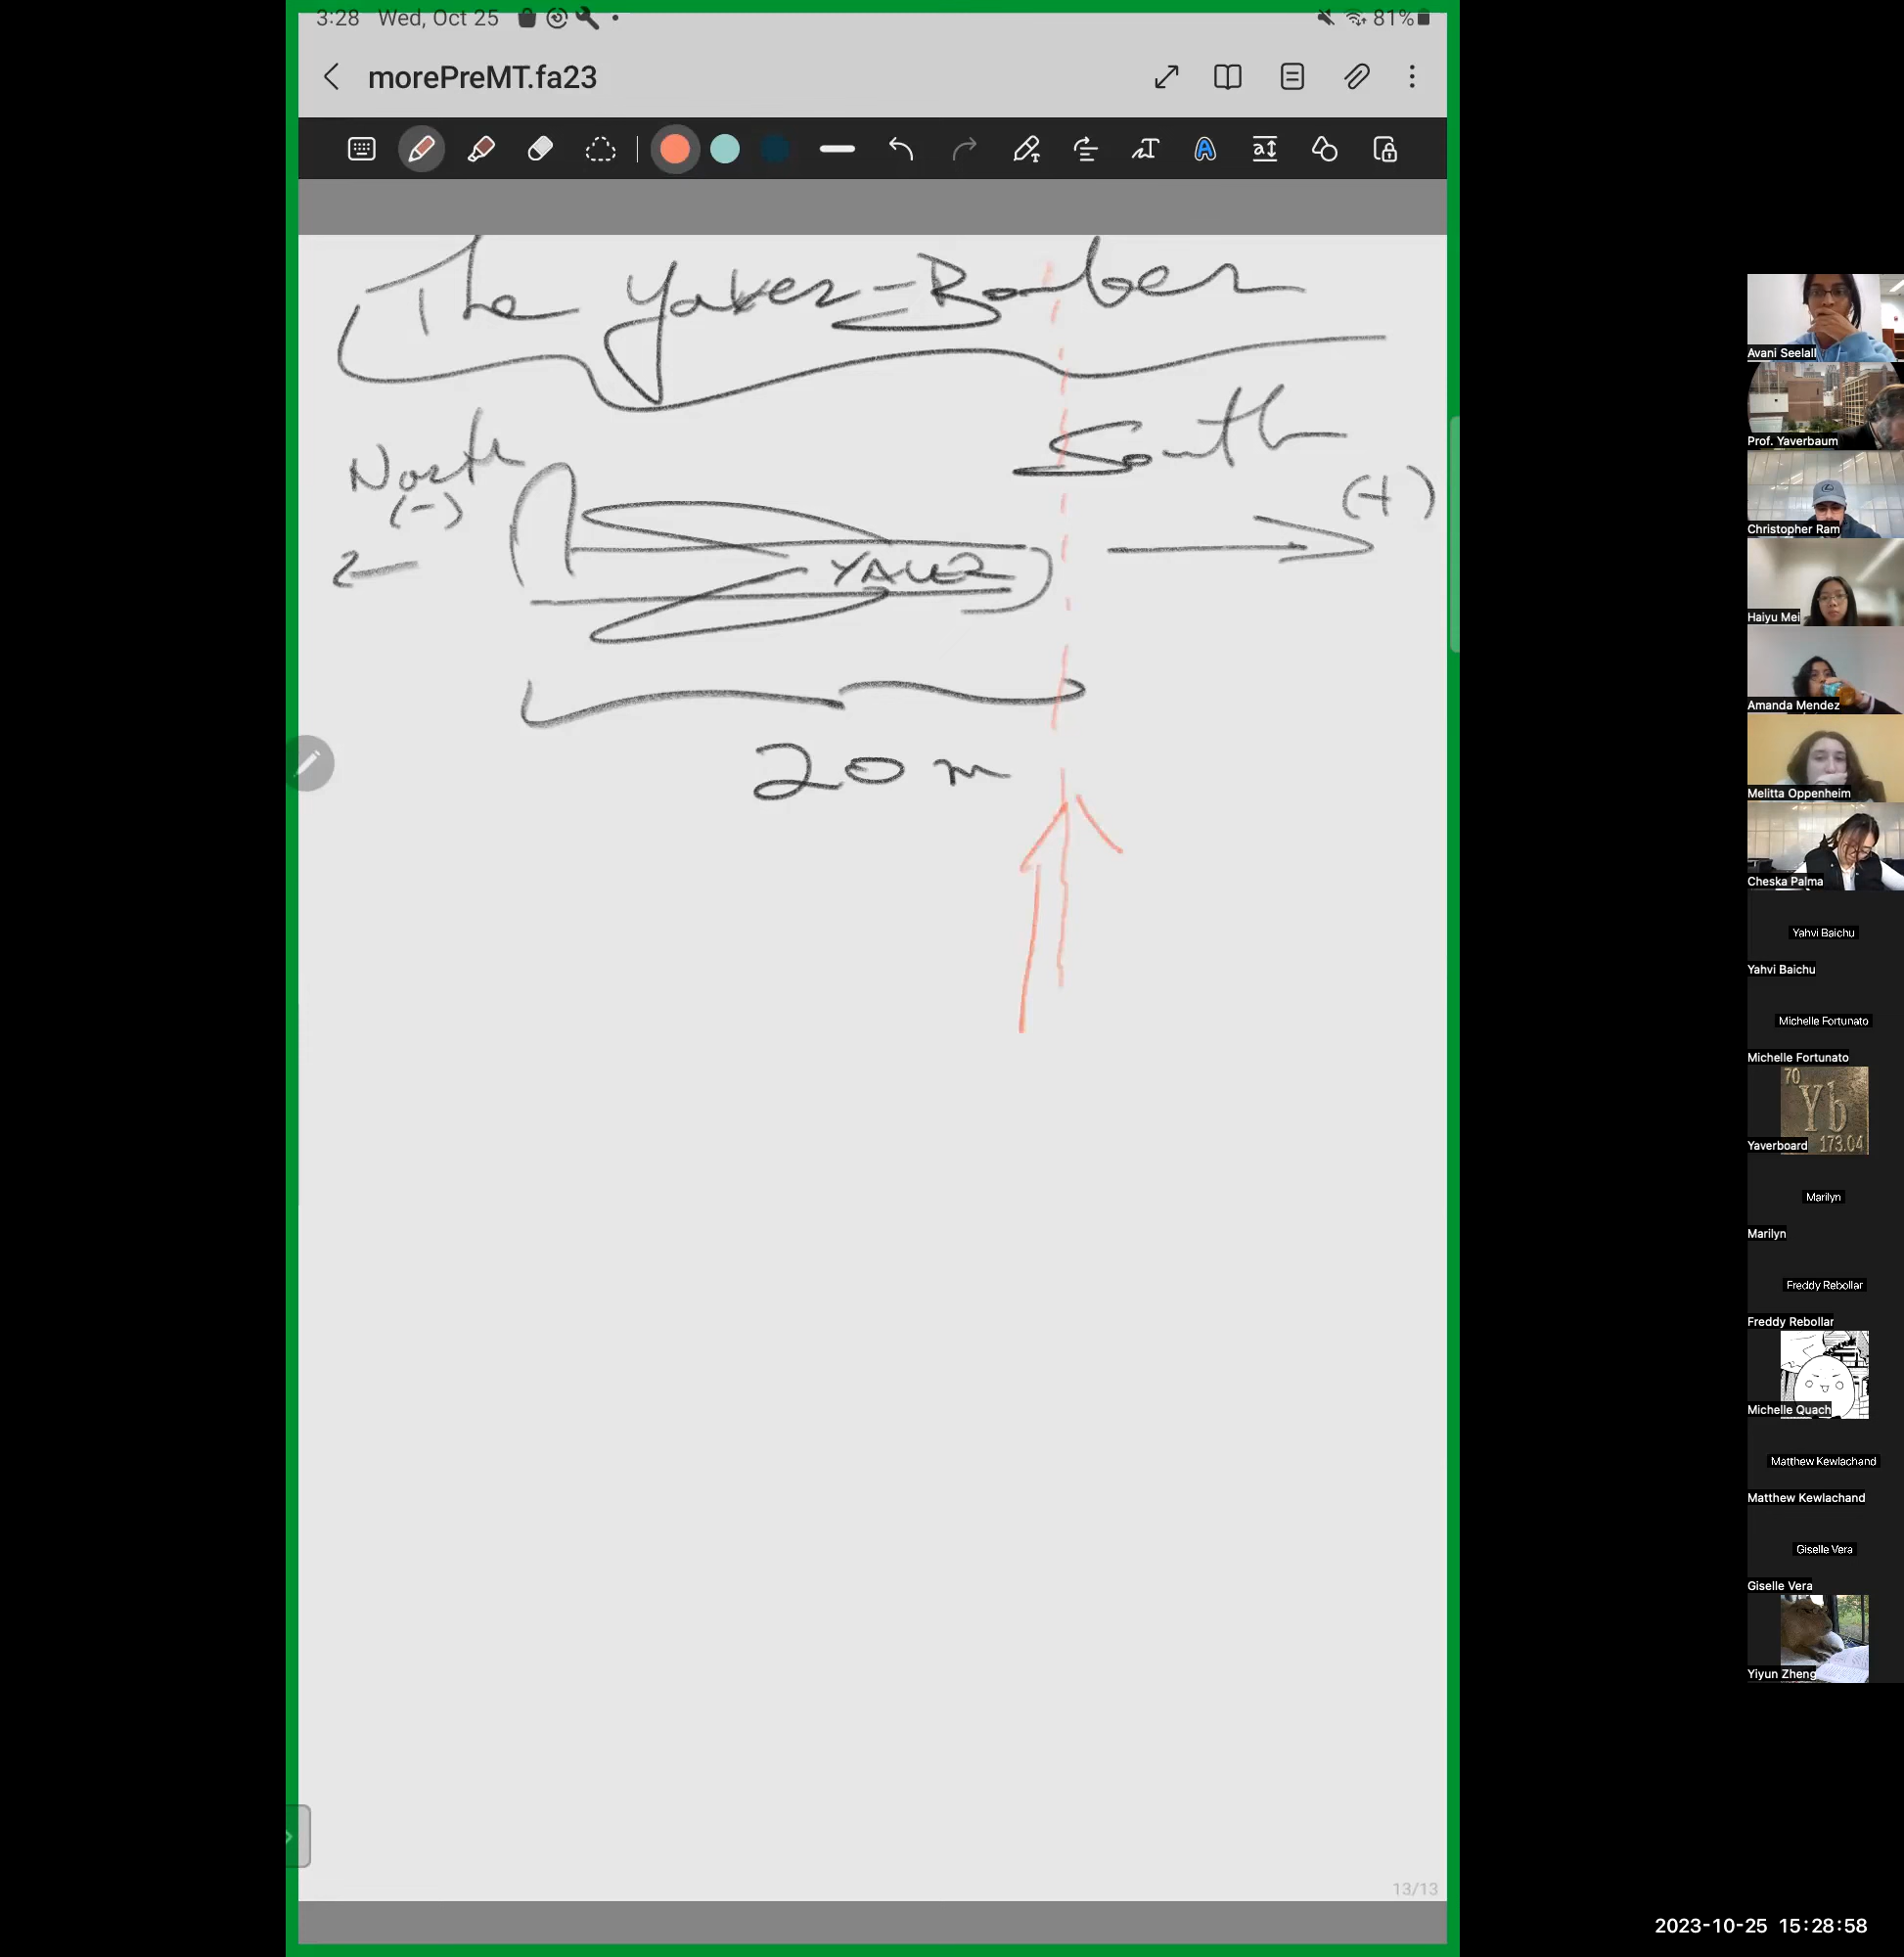 3:28 Wed, Oct 25
81%
morePreMT.fa23
The Yaver-Bomber
North
South
(-)
(+)
YAVER
20 m
13/13
Avani Seelall
Prof. Yaverbaum
Christopher Ram
Haiyu Mei
Amanda Mendez
Melitta Oppenheim
Cheska Palma
Yahvi Baichu
Yahvi Baichu
Michelle Fortunato
Michelle Fortunato
70
Yb
173.04
Yaverboard
Marilyn
Marilyn
Freddy Rebollar
Freddy Rebollar
Michelle Quach
Matthew Kewlachand
Matthew Kewlachand
Giselle Vera
Giselle Vera
Yiyun Zheng
2023-10-25 15:28:58